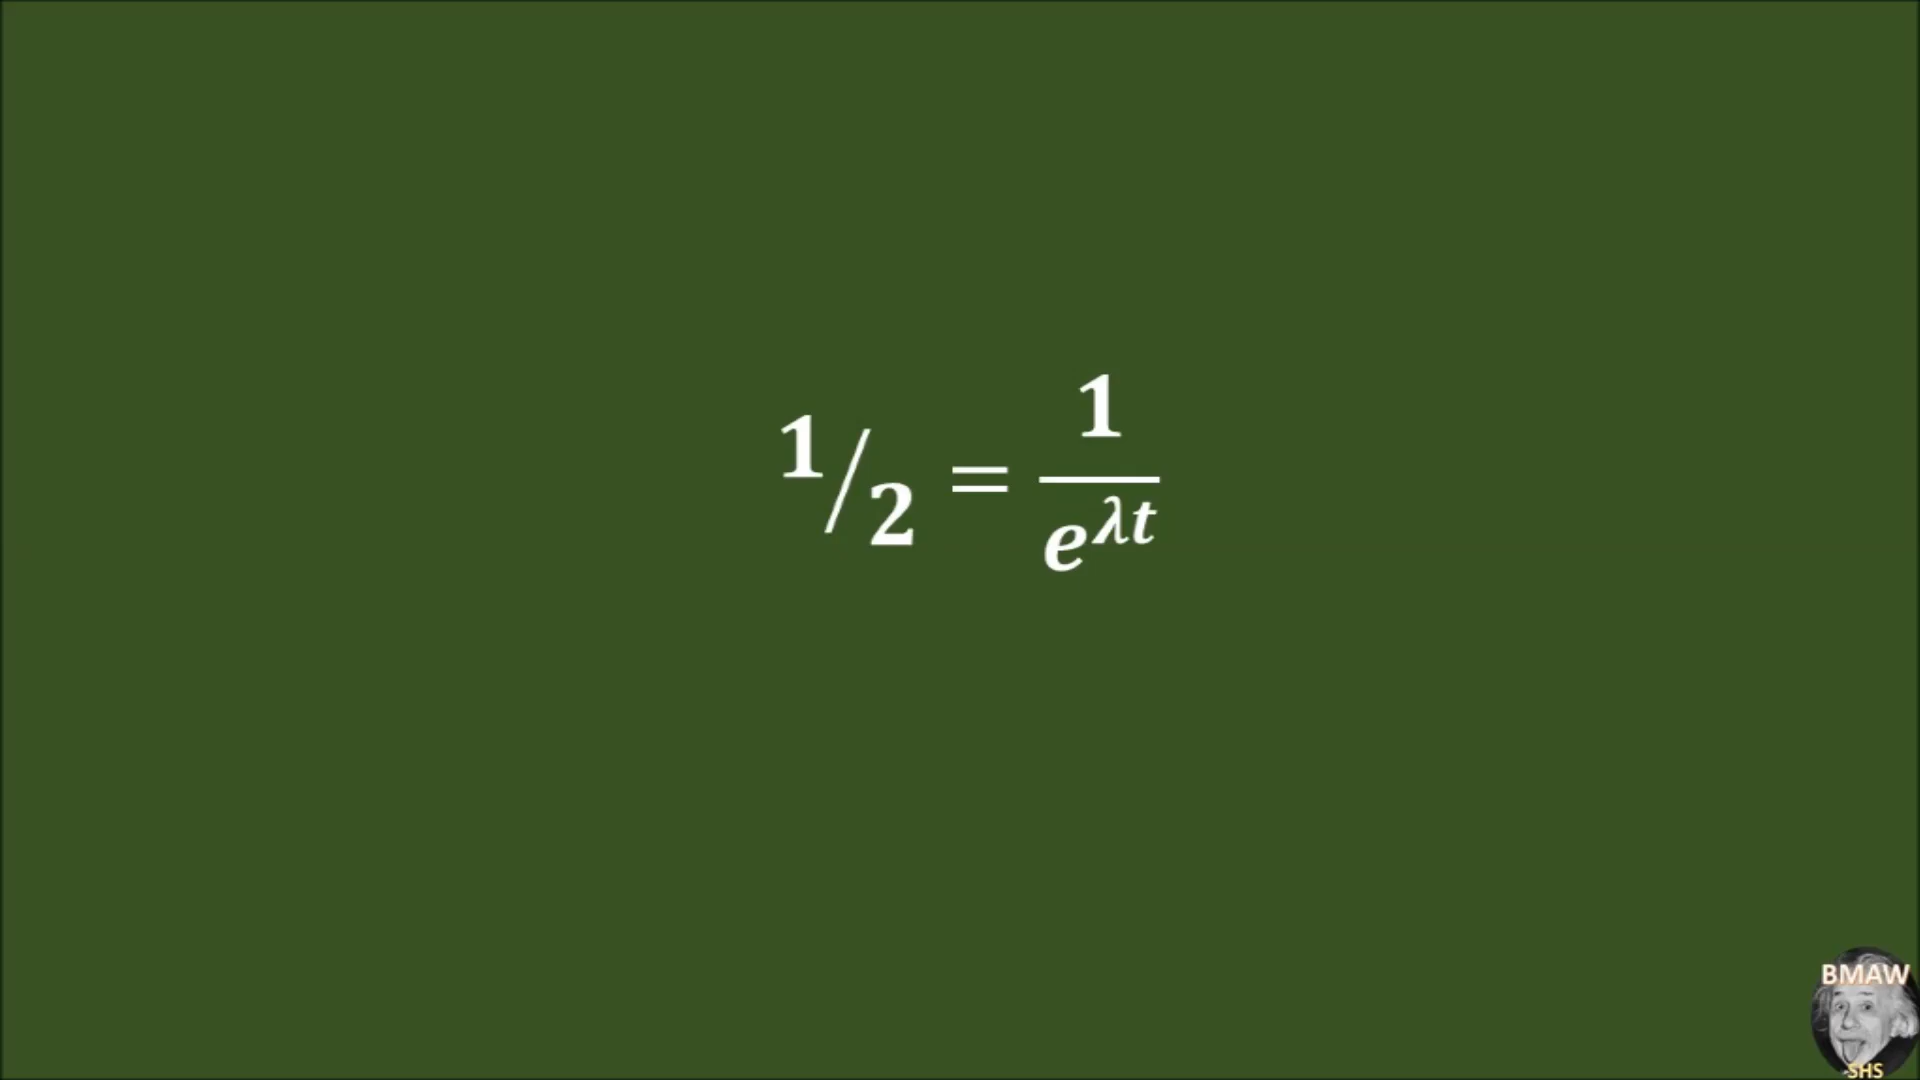 1/2 = 1/e^λt
BMAW
SHS